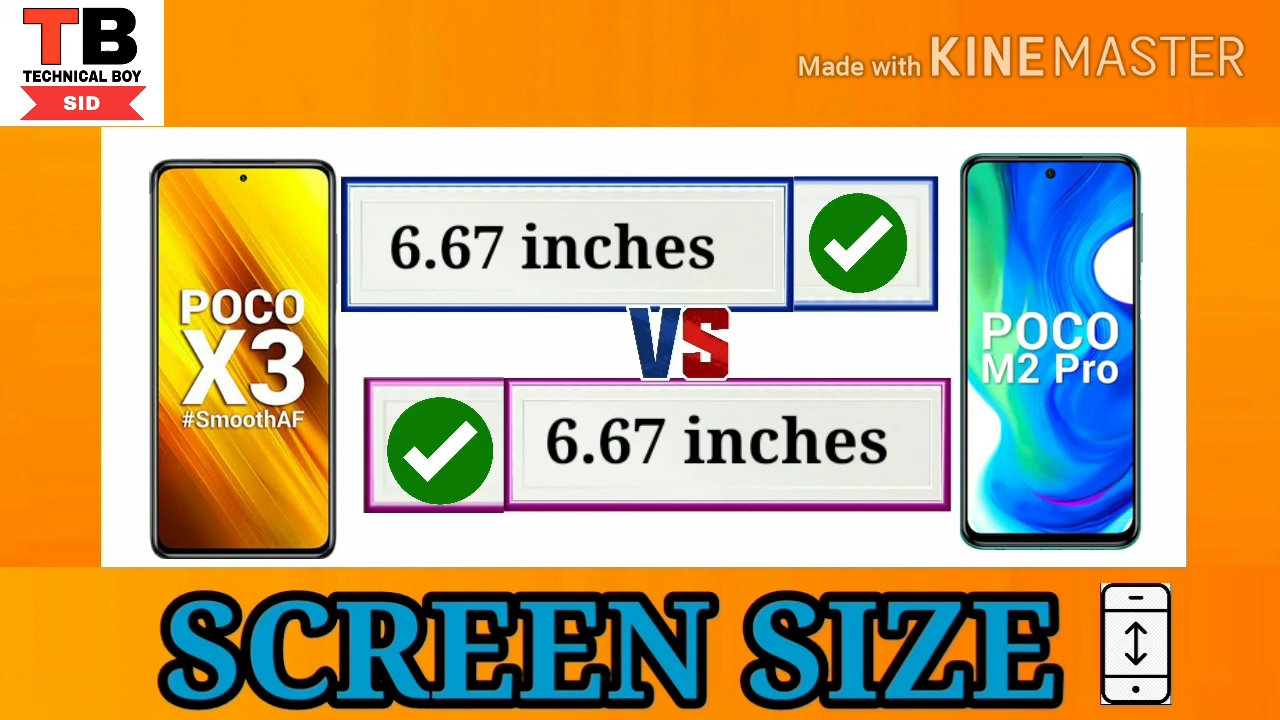 TB
TECHNICAL BOY
SID
Made with KINEMASTER
POCO
X3
#SmoothAF
6.67 inches
VS
6.67 inches
POCO
M2 Pro
SCREEN SIZE